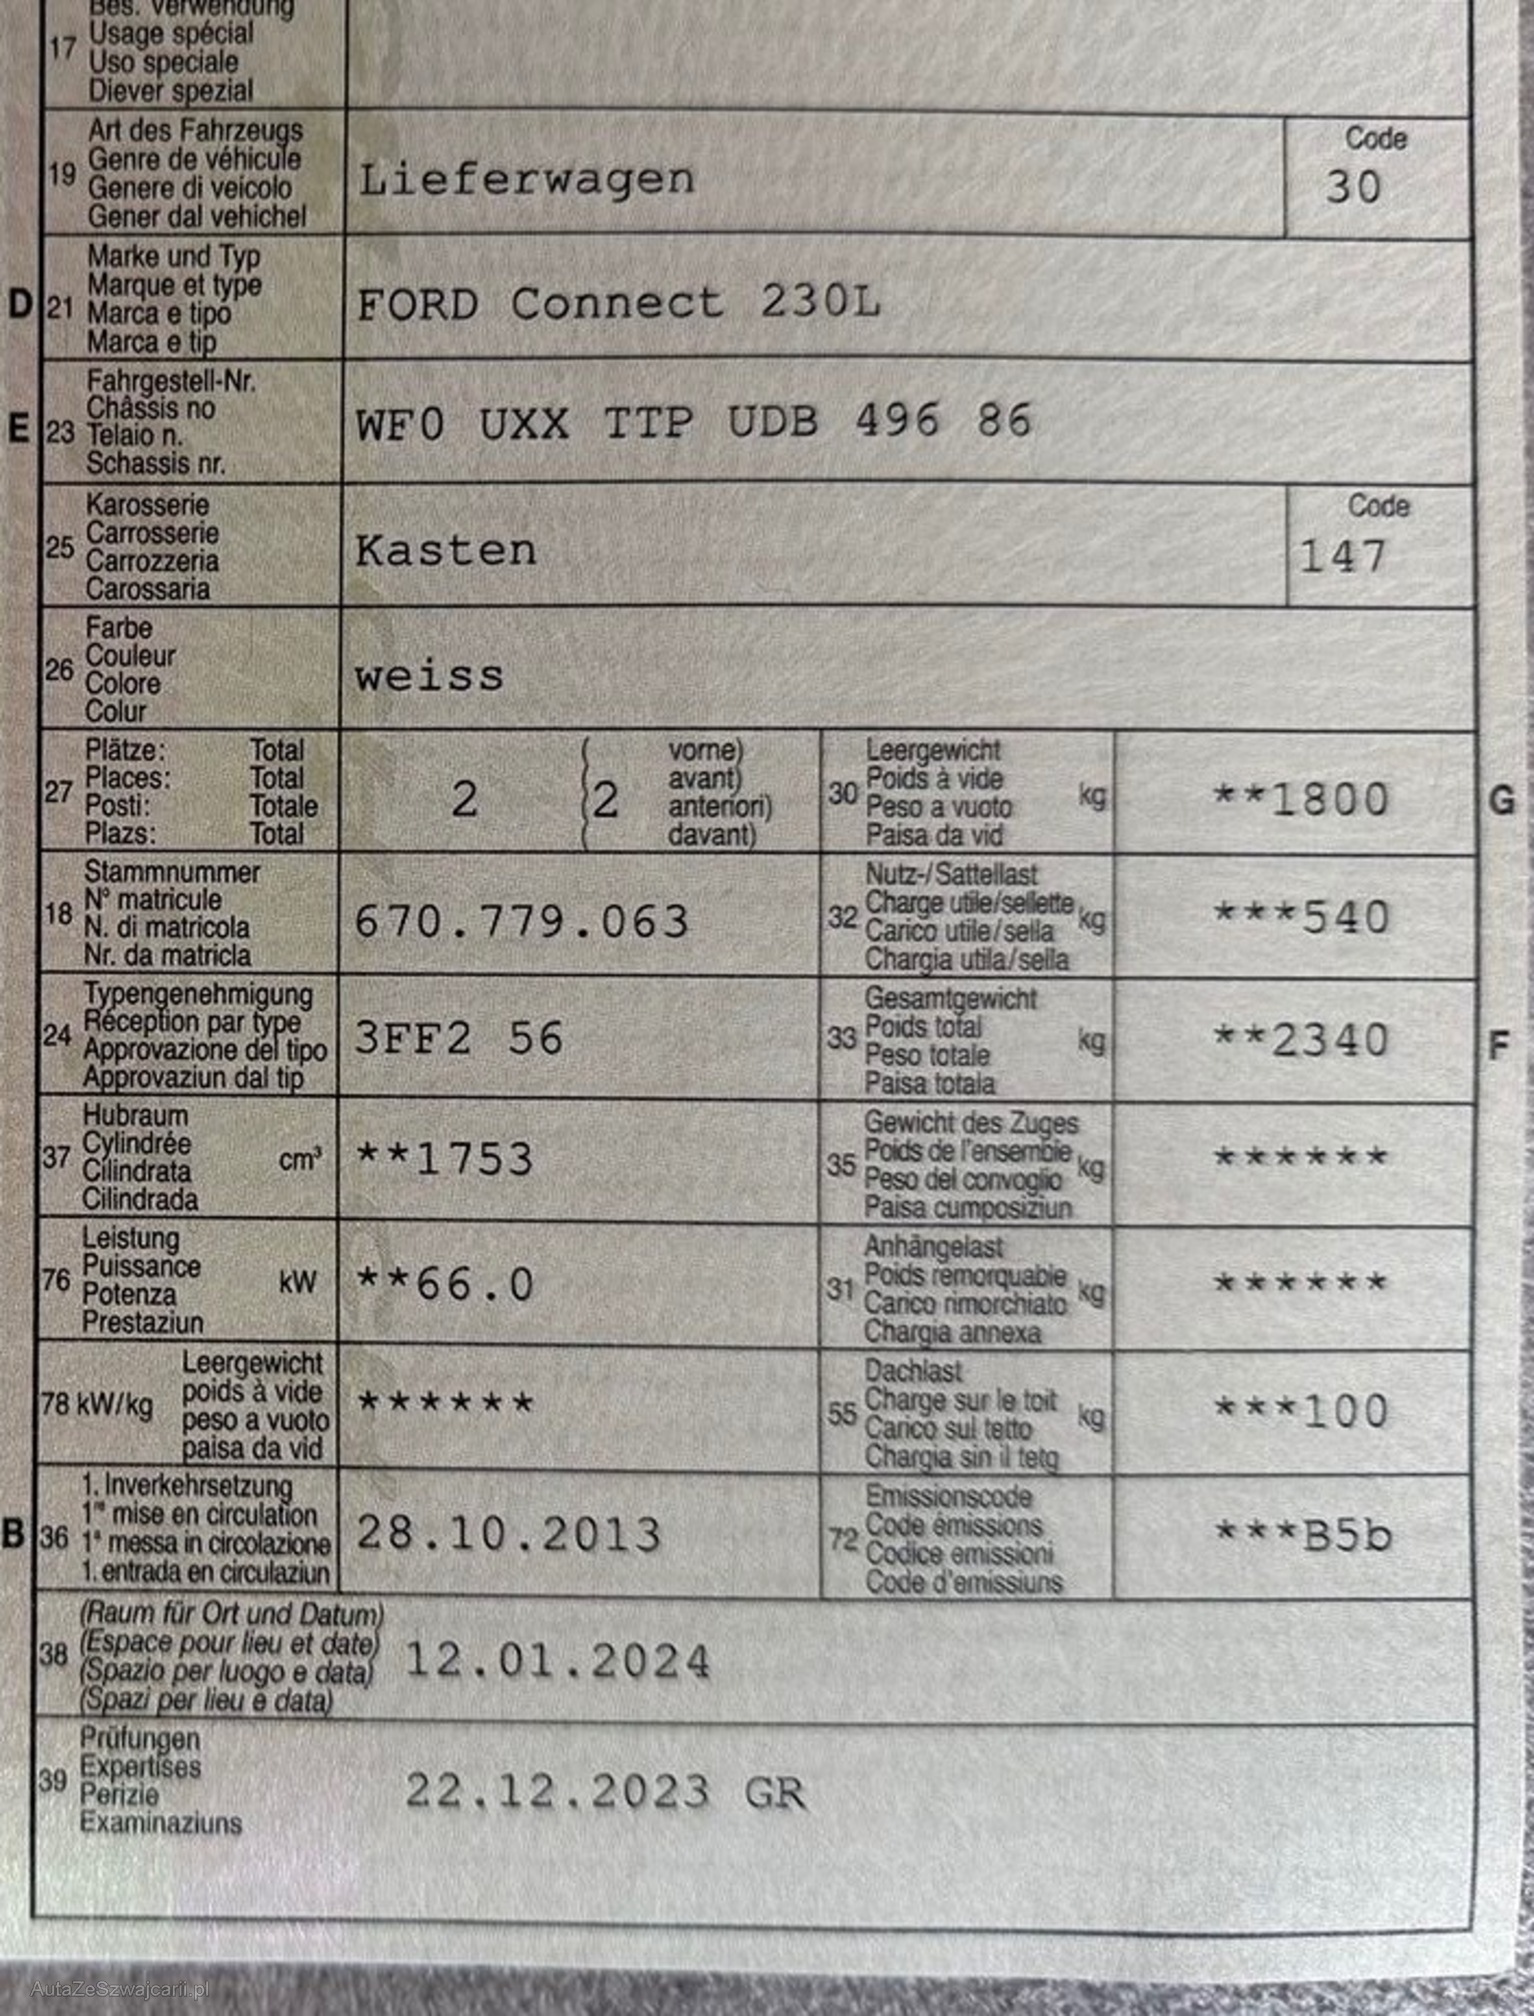 Bes. Verwendung
17 Usage spécial
Uso speciale
Diever spezial
Art des Fahrzeugs
19 Genre de véhicule
Genere di veicolo
Gener dal vehichel
Lieferwagen
Code
30
D
Marke und Typ
21 Marque et type
Marca e tipo
Marca e tip
FORD Connect 230L
E
Fahrgestell-Nr.
Châssis no
23 Telaio n.
Schassis nr.
WF0 UXX TTP UDB 496 86
Karosserie
25 Carrosserie
Carrozzeria
Carossaria
Kasten
Code
147
Farbe
26 Couleur
Colore
Colur
weiss
Plätze: Total
27 Places: Total
Posti: Totale
Plazs: Total
2 (2
vorne)
avant)
anteriori)
davant)
Leergewicht
30 Poids à vide kg
Peso a vuoto
Paisa da vid
**1800
G
Stammnummer
18 N° matricule
N. di matricola
Nr. da matricla
670.779.063
Nutz-/Sattellast
32 Charge utile/sellette kg
Carico utile/sella
Chargia utila/sella
***540
Typengenehmigung
24 Réception par type
Approvazione del tipo
Approvaziun dal tip
3FF2 56
Gesamtgewicht
33 Poids total kg
Peso totale
Paisa totala
**2340
F
Hubraum
37 Cylindrée cm³
Cilindrata
Cilindrada
**1753
Gewicht des Zuges
35 Poids de l'ensemble kg
Peso del convoglio
Paisa cumposiziun
******
Leistung
76 Puissance kW
Potenza
Prestaziun
**66.0
Anhängelast
31 Poids remorquable kg
Carico rimorchiato
Chargia annexa
******
Leergewicht
78 kW/kg poids à vide
peso a vuoto
paisa da vid
******
Dachlast
55 Charge sur le toit kg
Carico sul tetto
Chargia sin il tetg
***100
B
1. Inverkehrsetzung
36 1re mise en circulation
1a messa in circolazione
1. entrada en circulaziun
28.10.2013
Emissionscode
72 Code émissions
Codice emissioni
Code d'emissiuns
***B5b
(Raum für Ort und Datum)
38 (Espace pour lieu et date)
(Spazio per luogo e data)
(Spazi per lieu e data)
12.01.2024
Prüfungen
39 Expertises
Perizie
Examinaziuns
22.12.2023 GR
AutaZeSzwajcarii.pl